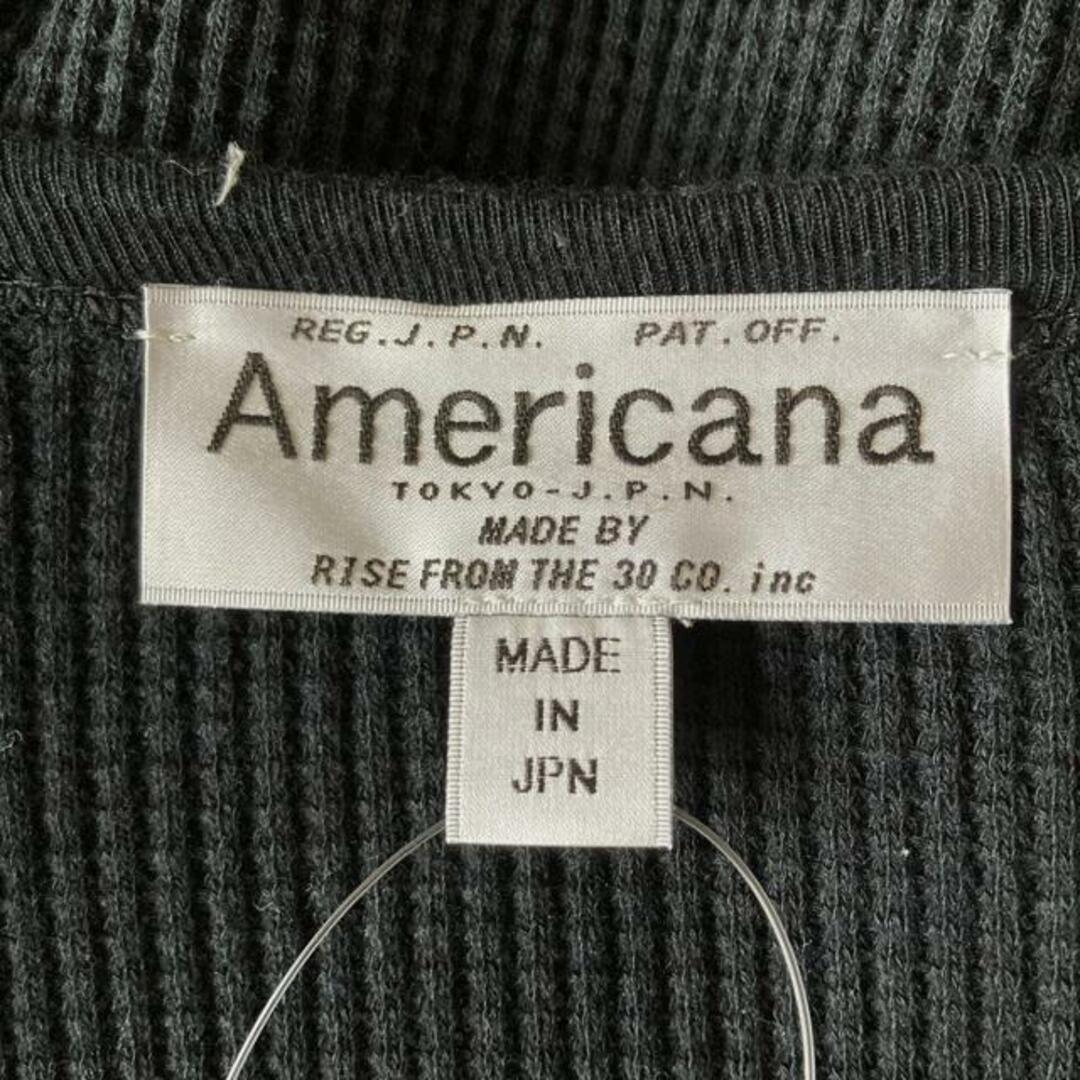 REG.J.P.N. PAT.OFF.
Americana
TOKYO-J.P.N.
MADE BY
RISE FROM THE 30 CO. inc
MADE
IN
JPN